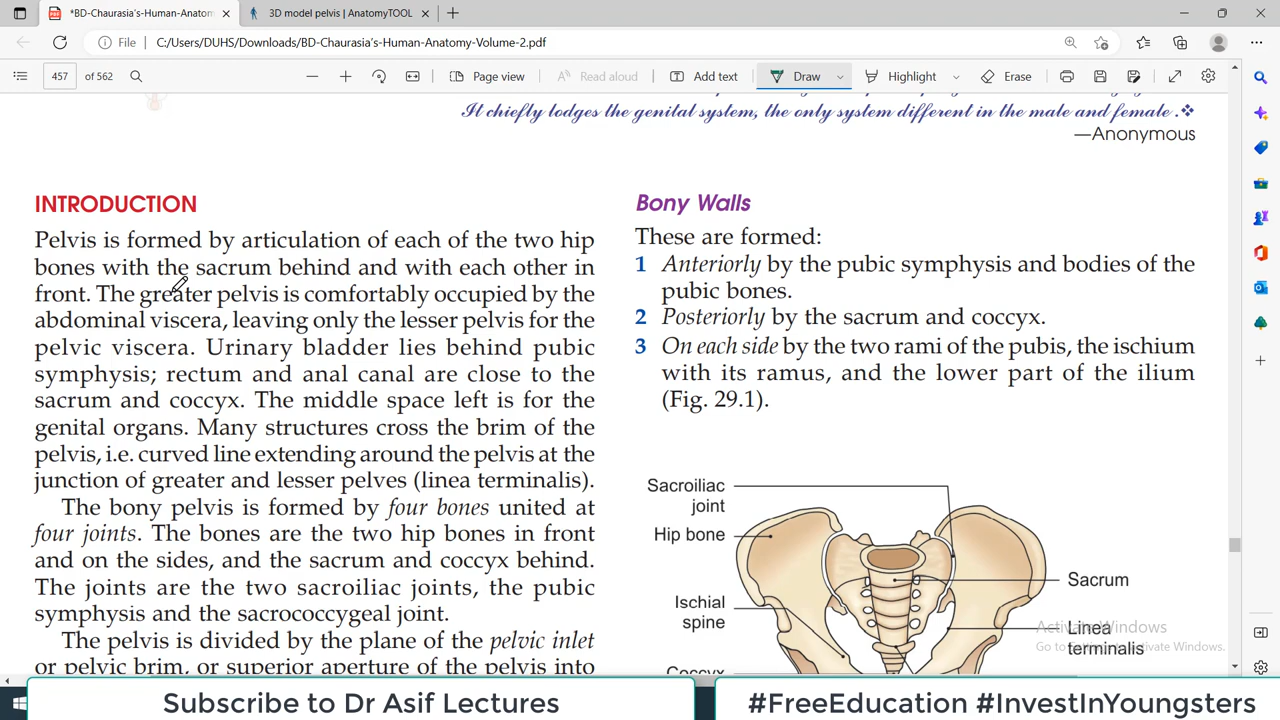 *BD-Chaurasia's-Human-Anatom
3D model pelvis | AnatomyTOOL
File
C:/Users/DUHS/Downloads/BD-Chaurasia's-Human-Anatomy-Volume-2.pdf
457 of 562
Page view
Read aloud
Add text
Draw
Highlight
Erase
It chiefly lodges the genital system, the only system different in the male and female.❖
—Anonymous
INTRODUCTION
Pelvis is formed by articulation of each of the two hip
bones with the sacrum behind and with each other in
front. The greater pelvis is comfortably occupied by the
abdominal viscera, leaving only the lesser pelvis for the
pelvic viscera. Urinary bladder lies behind pubic
symphysis; rectum and anal canal are close to the
sacrum and coccyx. The middle space left is for the
genital organs. Many structures cross the brim of the
pelvis, i.e. curved line extending around the pelvis at the
junction of greater and lesser pelves (linea terminalis).
The bony pelvis is formed by four bones united at
four joints. The bones are the two hip bones in front
and on the sides, and the sacrum and coccyx behind.
The joints are the two sacroiliac joints, the pubic
symphysis and the sacrococcygeal joint.
The pelvis is divided by the plane of the pelvic inlet
or pelvic brim, or superior aperture of the pelvis into
Bony Walls
These are formed:
1 Anteriorly by the pubic symphysis and bodies of the
pubic bones.
2 Posteriorly by the sacrum and coccyx.
3 On each side by the two rami of the pubis, the ischium
with its ramus, and the lower part of the ilium
(Fig. 29.1).
Sacroiliac
joint
Hip bone
Ischial
spine
Coccyx
Sacrum
Linea
terminalis
Activate Windows
Go to Settings to activate Windows.
Subscribe to Dr Asif Lectures
#FreeEducation #InvestInYoungsters